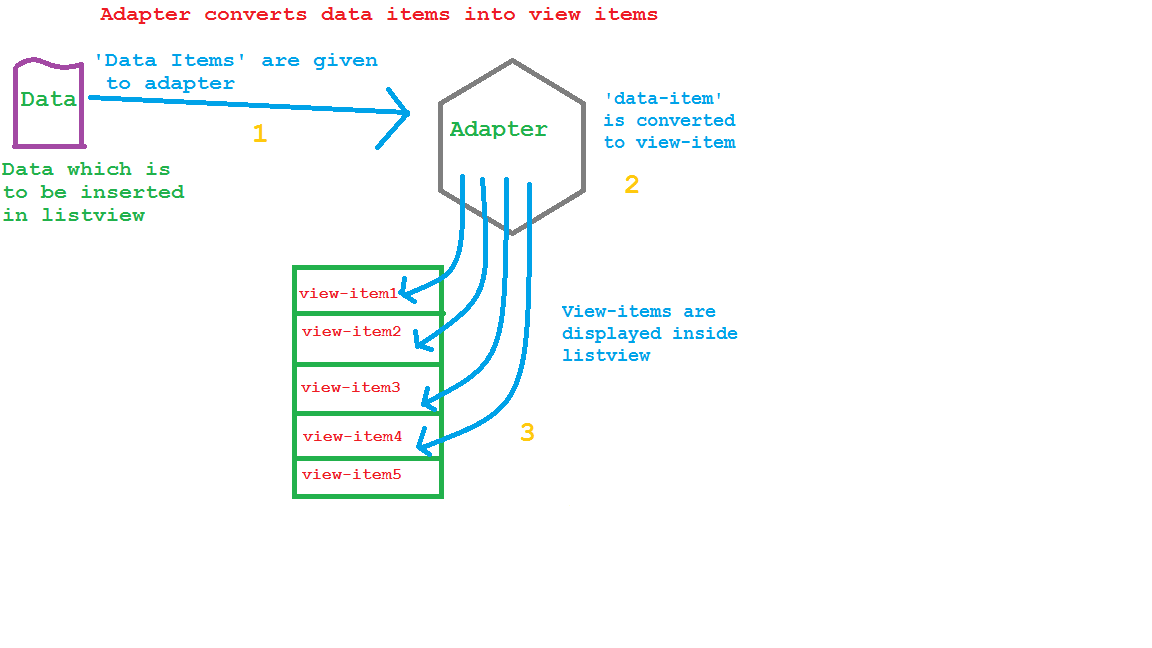 Adapter converts data items into view items
'Data Items' are given
to adapter
Data
1
Adapter
'data-item'
is converted
to view-item
2
Data which is
to be inserted
in listview
view-item1
view-item2
view-item3
view-item4
view-item5
View-items are
displayed inside
listview
3